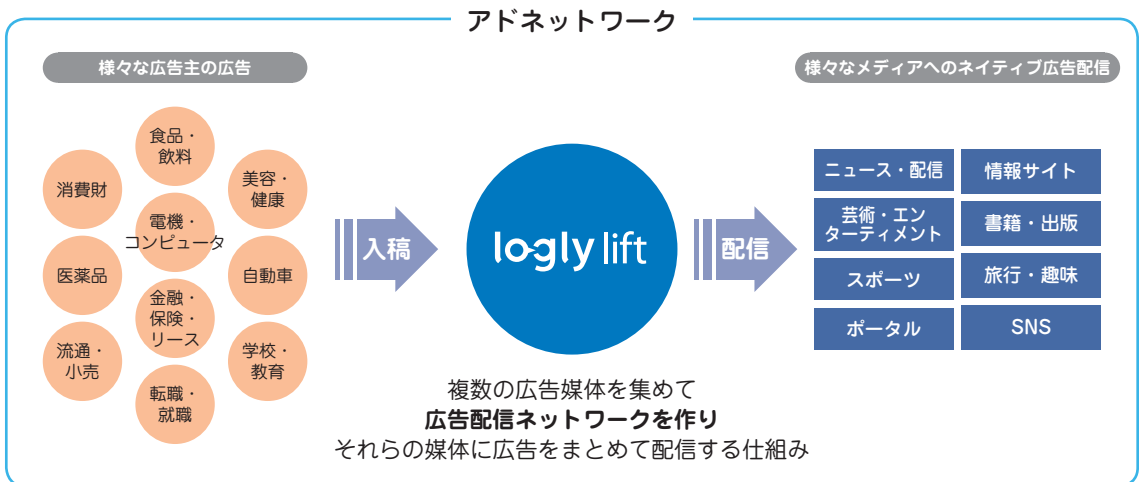 アドネットワーク
様々な広告主の広告
食品・
飲料
消費財
美容・
健康
電機・
コンピュータ
医薬品
自動車
金融・
保険・
リース
流通・
小売
学校・
教育
転職・
就職
入稿
logly lift
配信
様々なメディアへのネイティブ広告配信
ニュース・配信
情報サイト
芸術・エン
ターティメント
書籍・出版
スポーツ
旅行・趣味
ポータル
SNS
複数の広告媒体を集めて
広告配信ネットワークを作り
それらの媒体に広告をまとめて配信する仕組み